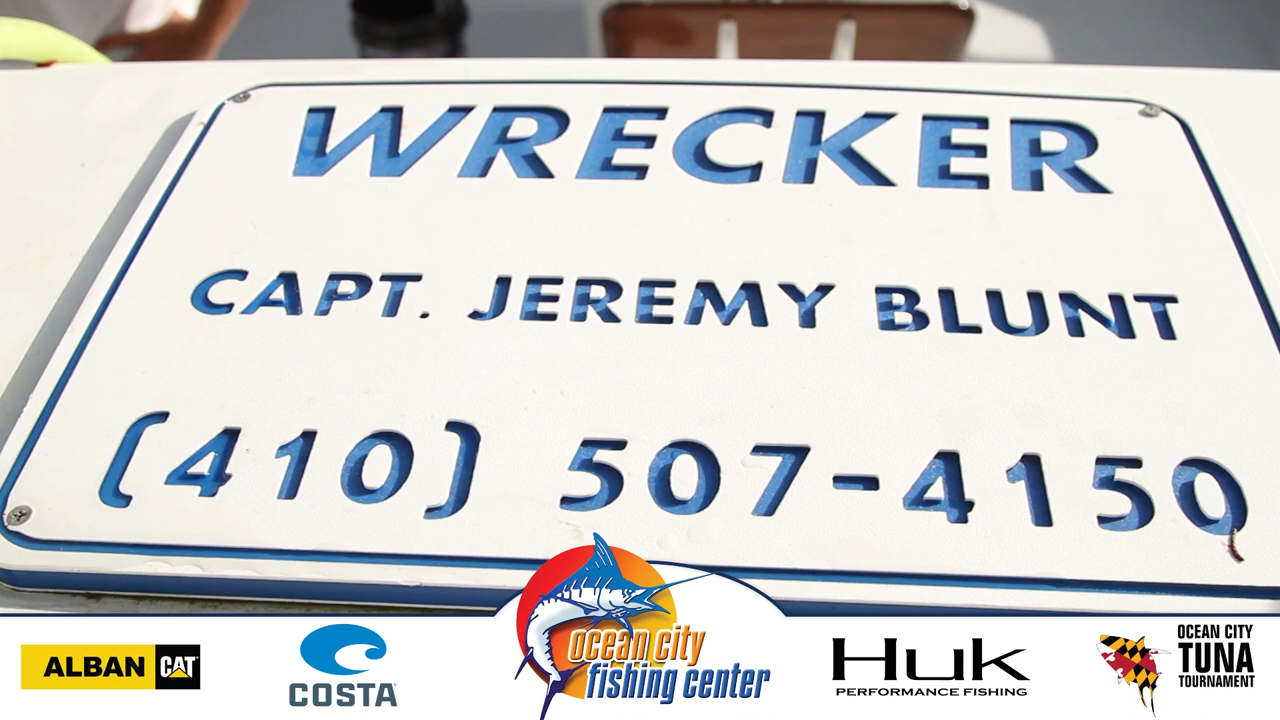 WRECKER
CAPT. JEREMY BLUNT
(410) 507-4150
ALBAN CAT
COSTA
ocean city
fishing center
Huk
PERFORMANCE FISHING
OCEAN CITY
TUNA
TOURNAMENT